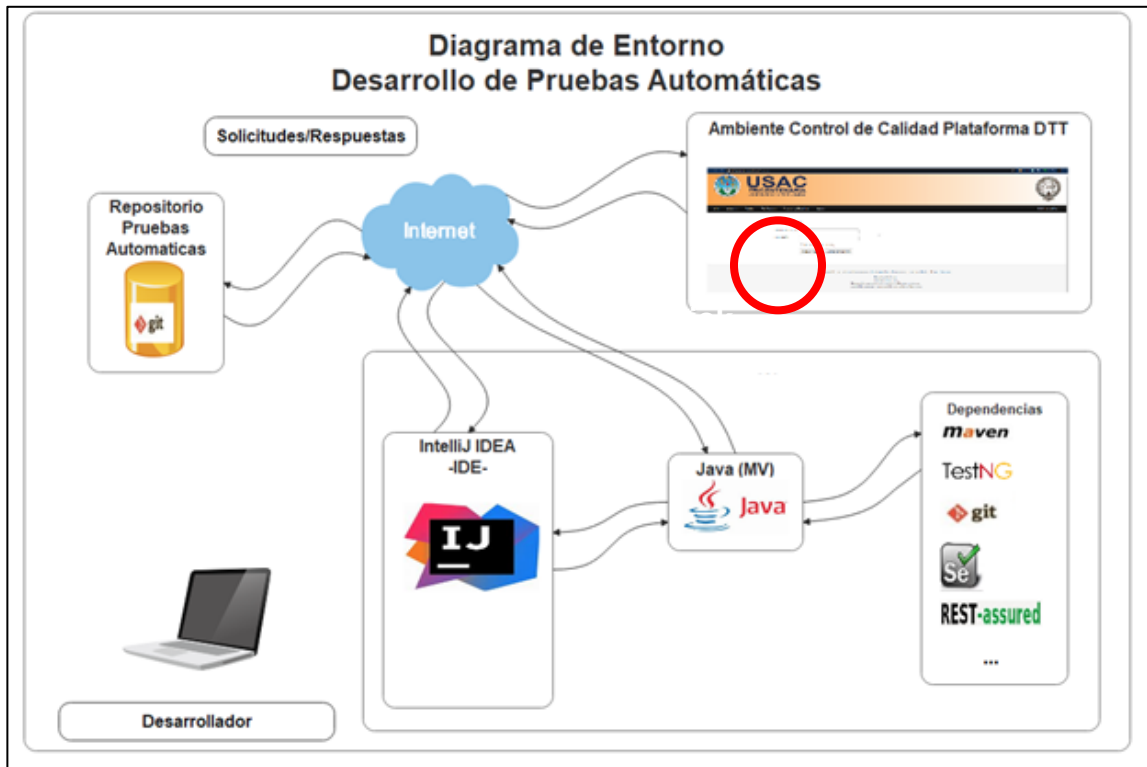 Diagrama de Entorno
Desarrollo de Pruebas Automáticas
Solicitudes/Respuestas
Ambiente Control de Calidad Plataforma DTT
USAC
TRICENTENARIA
Repositorio
Pruebas
Automaticas
git
Internet
IntelliJ IDEA
-IDE-
IJ
Java (MV)
Java
Dependencias
maven
TestNG
git
Se
REST-assured
...
Desarrollador